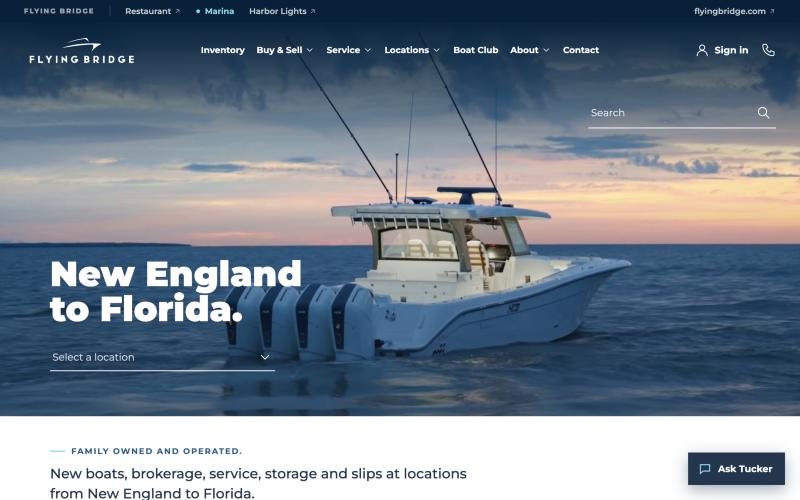 FLYING BRIDGE
Restaurant
Marina
Harbor Lights
flyingbridge.com
FLYING BRIDGE
Inventory
Buy & Sell
Service
Locations
Boat Club
About
Contact
Sign in
Search
New England
to Florida.
Select a location
FAMILY OWNED AND OPERATED.
New boats, brokerage, service, storage and slips at locations
from New England to Florida.
Ask Tucker